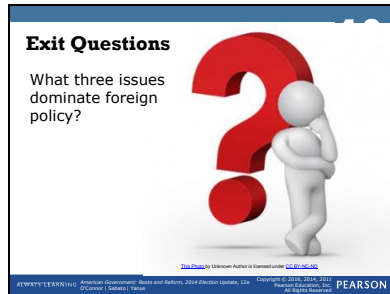 Exit Questions
What three issues
dominate foreign
policy?
This Photo by Unknown Author is licensed under CC BY-NC-ND
ALWAYS LEARNING
American Government: Roots and Reform, 2014 Election Update, 12e
O'Connor | Sabato | Yanus
Copyright © 2016, 2014, 2011
Pearson Education, Inc.
All Rights Reserved
PEARSON